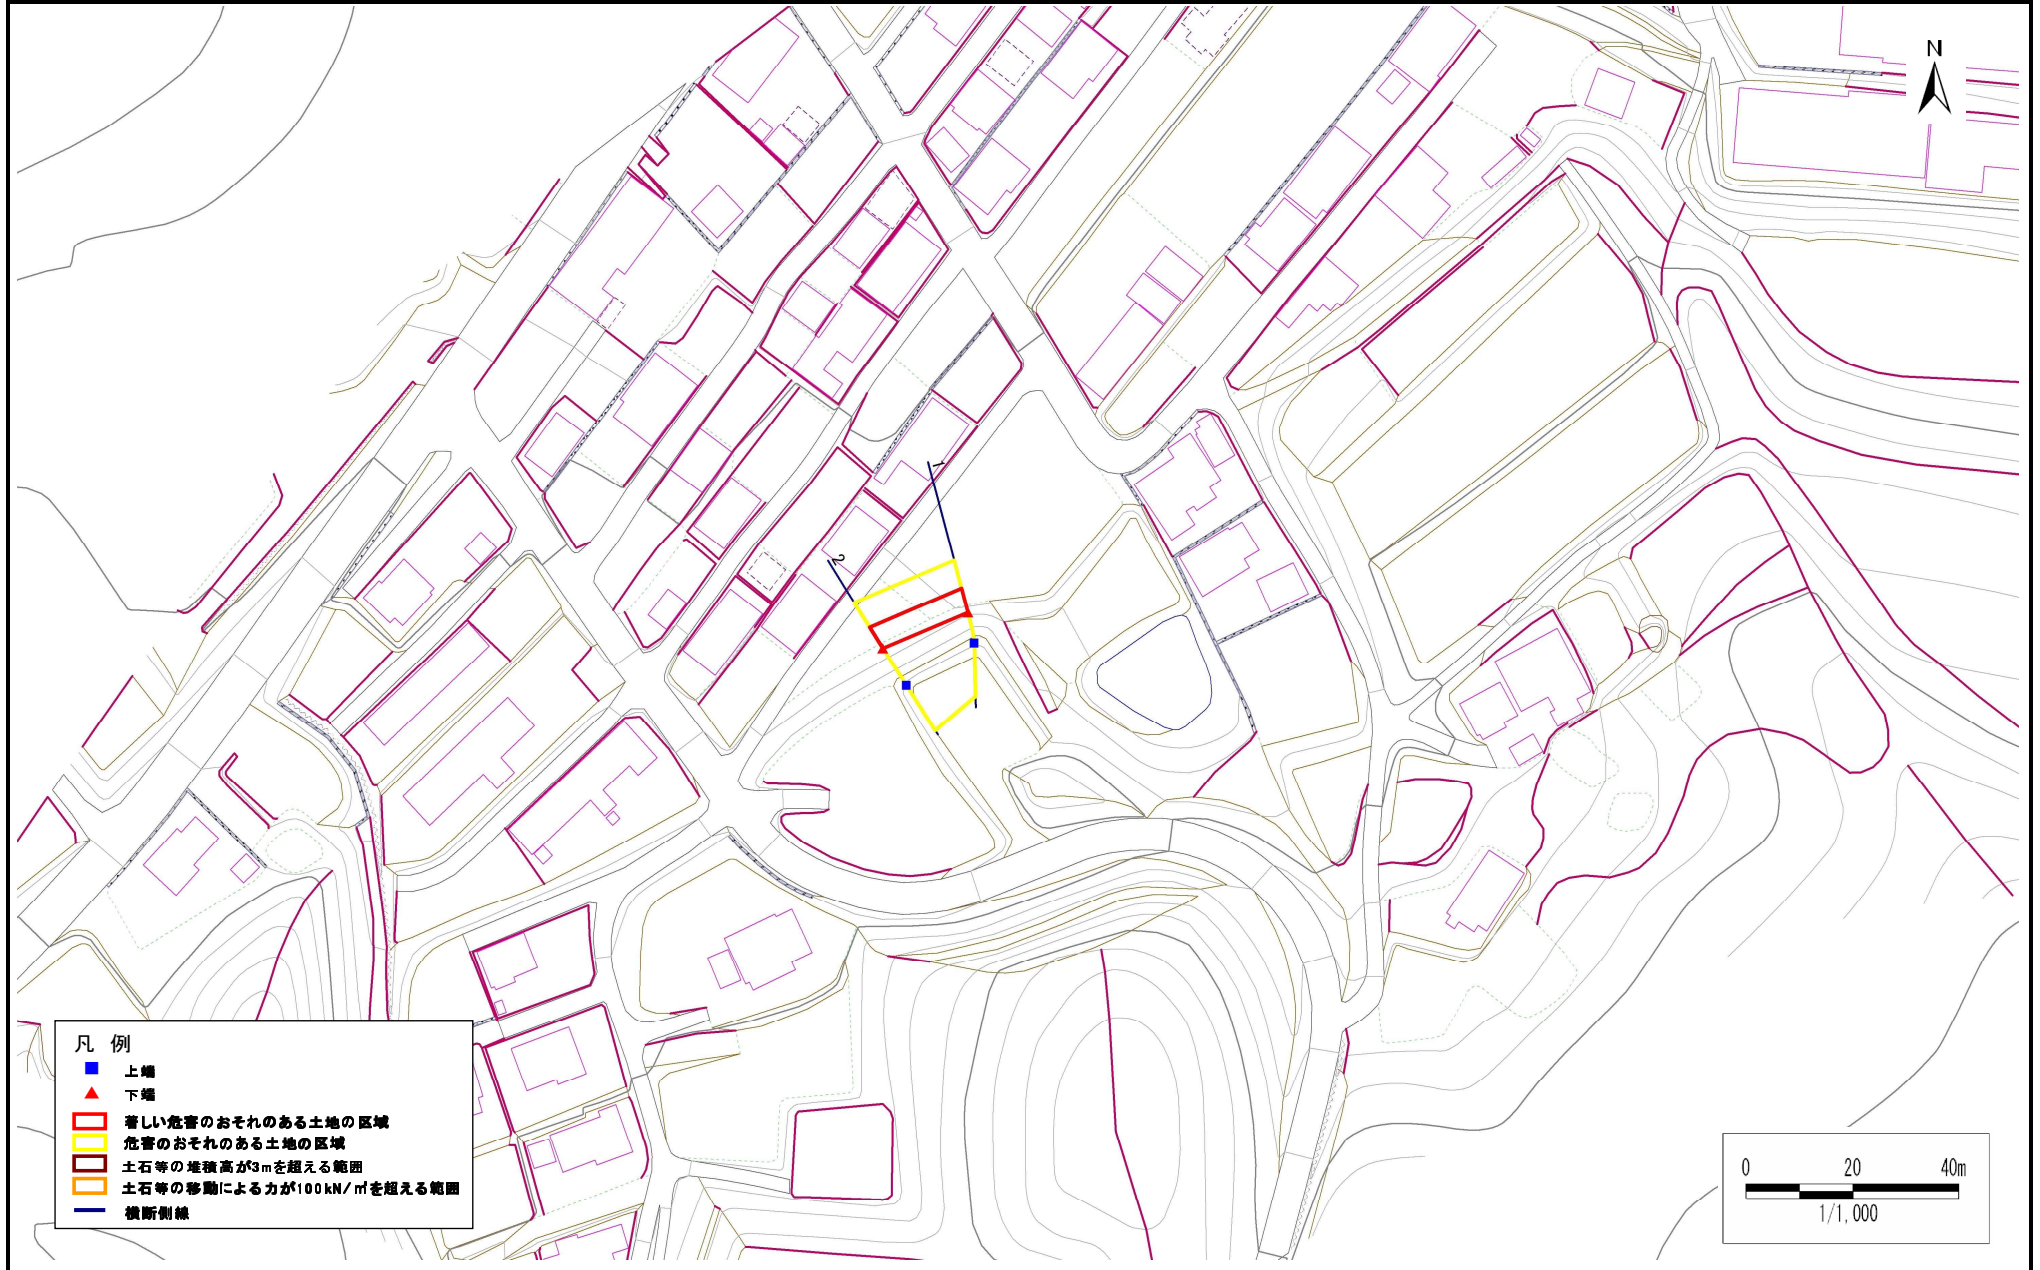 N
1
2
凡 例
上端
下端
著しい危害のおそれのある土地の区域
危害のおそれのある土地の区域
土石等の堆積高が3mを超える範囲
土石等の移動による力が100kN/㎡を超える範囲
横断側線
0 20 40m
1/1,000